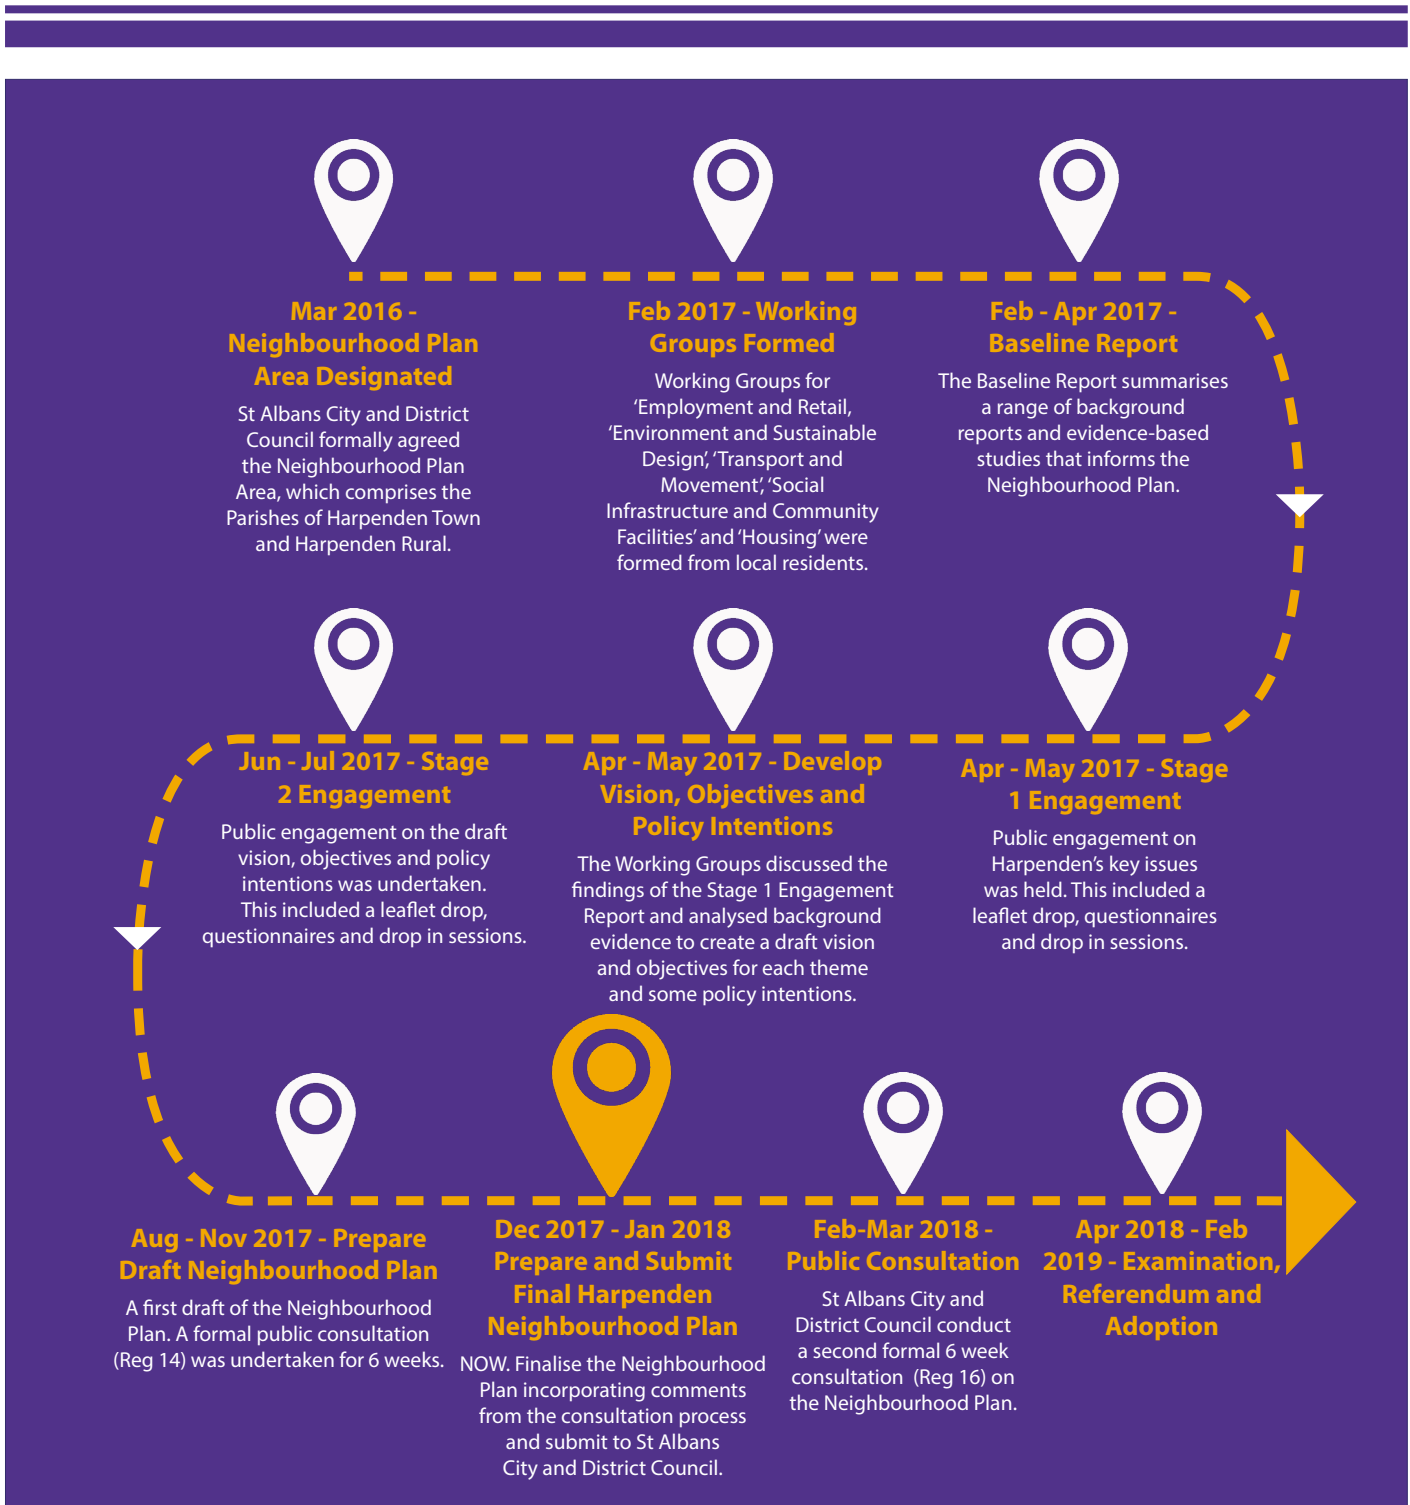 Mar 2016 -
Neighbourhood Plan
Area Designated
St Albans City and District
Council formally agreed
the Neighbourhood Plan
Area, which comprises the
Parishes of Harpenden Town
and Harpenden Rural.
Feb 2017 - Working
Groups Formed
Working Groups for
‘Employment and Retail,
‘Environment and Sustainable
Design’, ‘Transport and
Movement’, ‘Social
Infrastructure and Community
Facilities’ and ‘Housing’ were
formed from local residents.
Feb - Apr 2017 -
Baseline Report
The Baseline Report summarises
a range of background
reports and evidence-based
studies that informs the
Neighbourhood Plan.
Apr - May 2017 - Stage
1 Engagement
Public engagement on
Harpenden’s key issues
was held. This included a
leaflet drop, questionnaires
and drop in sessions.
Apr - May 2017 - Develop
Vision, Objectives and
Policy Intentions
The Working Groups discussed the
findings of the Stage 1 Engagement
Report and analysed background
evidence to create a draft vision
and objectives for each theme
and some policy intentions.
Jun - Jul 2017 - Stage
2 Engagement
Public engagement on the draft
vision, objectives and policy
intentions was undertaken.
This included a leaflet drop,
questionnaires and drop in sessions.
Aug - Nov 2017 - Prepare
Draft Neighbourhood Plan
A first draft of the Neighbourhood
Plan. A formal public consultation
(Reg 14) was undertaken for 6 weeks.
Dec 2017 - Jan 2018
Prepare and Submit
Final Harpenden
Neighbourhood Plan
NOW. Finalise the Neighbourhood
Plan incorporating comments
from the consultation process
and submit to St Albans
City and District Council.
Feb-Mar 2018 -
Public Consultation
St Albans City and
District Council conduct
a second formal 6 week
consultation (Reg 16) on
the Neighbourhood Plan.
Apr 2018 - Feb
2019 - Examination,
Referendum and
Adoption